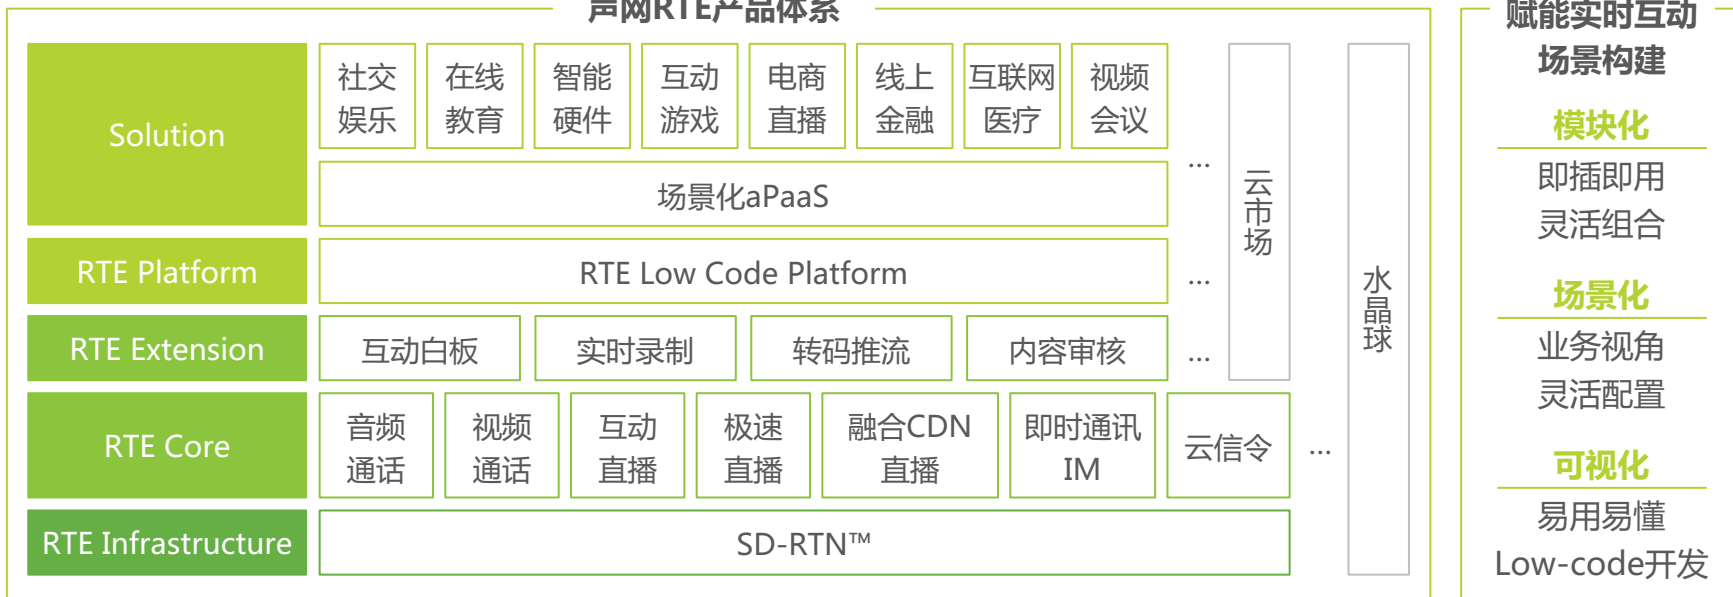 声网RTE产品体系
Solution
社交
娱乐
在线
教育
智能
硬件
互动
游戏
电商
直播
线上
金融
互联网
医疗
视频
会议
...
场景化aPaaS
RTE Platform
RTE Low Code Platform
...
RTE Extension
互动白板
实时录制
转码推流
内容审核
...
云市场
RTE Core
音频
通话
视频
通话
互动
直播
极速
直播
融合CDN
直播
即时通讯
IM
云信令
...
RTE Infrastructure
SD-RTN™
水晶球
赋能实时互动
场景构建
模块化
即插即用
灵活组合
场景化
业务视角
灵活配置
可视化
易用易懂
Low-code开发